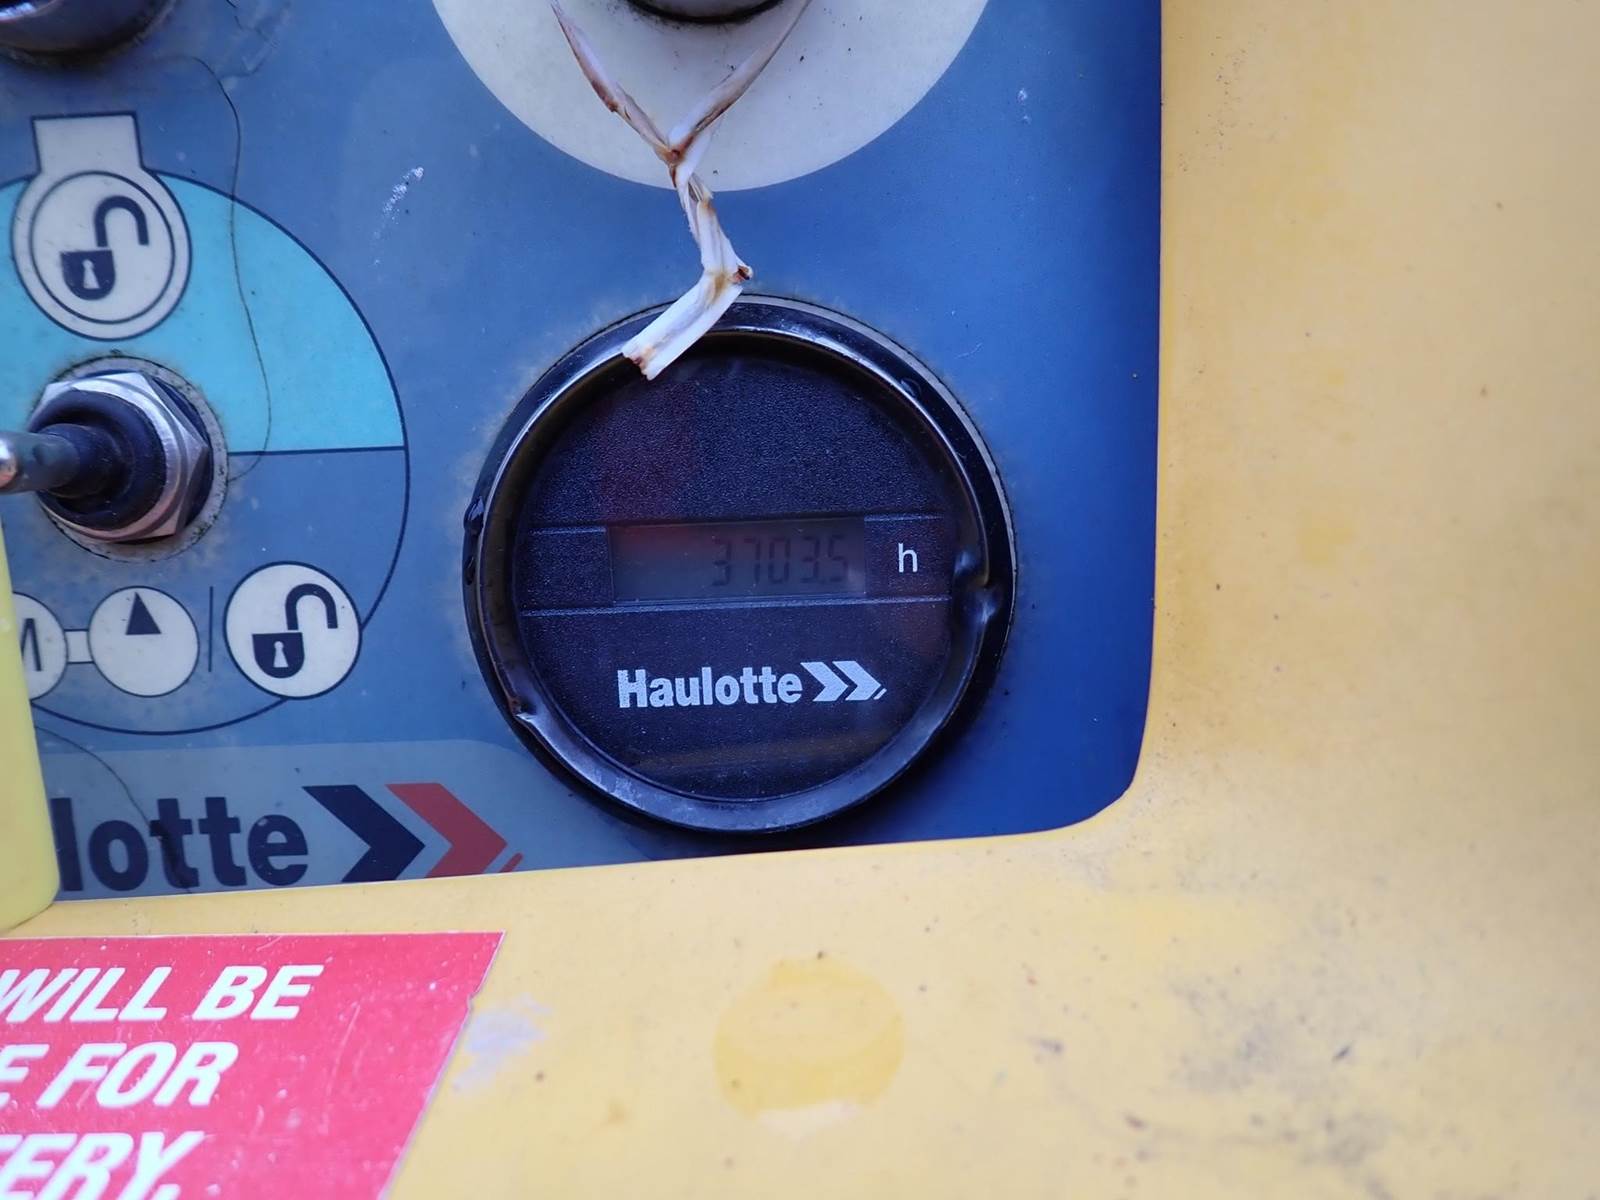 3703.5 h
Haulotte
lotte
M
WILL BE
E FOR
TERY.